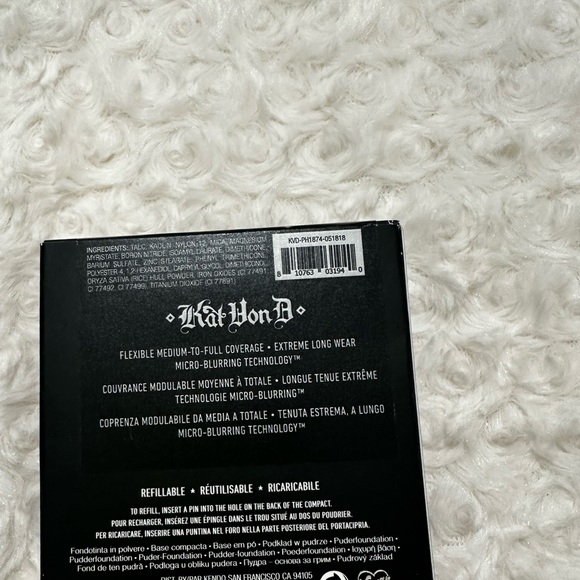 INGREDIENTS: TALC, KAOLIN, NYLON-12, MICA, MAGNESIUM
MYRISTATE, BORON NITRIDE, ISOAMYL LAURATE, DIMETHICONE,
BARIUM SULFATE, ZINC STEARATE, PHENYL TRIMETHICONE,
POLYESTER-4, 1,2-HEXANEDIOL, CAPRYLYL GLYCOL, DIMETHICONOL,
ORYZA SATIVA (RICE) HULL POWDER, IRON OXIDES (CI 77491,
CI 77492, CI 77499), TITANIUM DIOXIDE (CI 77891)
KVD-PH1874-051818
8 10763 03194 0
Kat Von D
FLEXIBLE MEDIUM-TO-FULL COVERAGE • EXTREME LONG WEAR
MICRO-BLURRING TECHNOLOGY™
COUVRANCE MODULABLE MOYENNE À TOTALE • LONGUE TENUE EXTRÊME
TECHNOLOGIE MICRO-BLURRING™
COPRENZA MODULABILE DA MEDIA A TOTALE • TENUTA ESTREMA, A LUNGO
MICRO-BLURRING TECHNOLOGY™
REFILLABLE ★ RÉUTILISABLE ★ RICARICABILE
TO REFILL, INSERT A PIN INTO THE HOLE ON THE BACK OF THE COMPACT.
POUR RECHARGER, INSÉREZ UNE ÉPINGLE DANS LE TROU SITUÉ AU DOS DU POUDRIER.
PER RICARICARE, INSERIRE UNA PUNTINA NEL FORO NELLA PARTE POSTERIORE DEL PORTACIPRIA.
Fondotinta in polvere • Base compacta • Base em pó • Podkład w pudrze • Puderfoundation •
Pudderfoundation • Puder-Foundation • Pudder-foundation • Poederfoundation • Ιδρυτική βάση •
Fond de ten pudră • Podloga u obliku pudera • Пудра – основа за грим • Pudrový základ
DIST. BY/PAR KENDO SAN FRANCISCO CA 94105